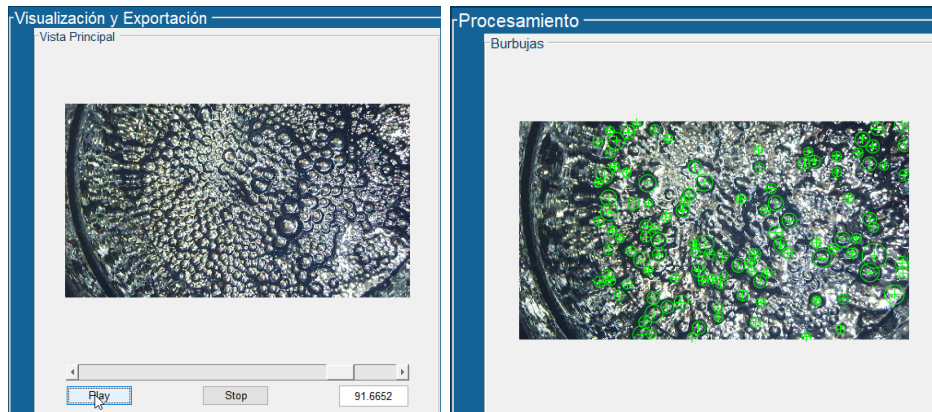 Visualización y Exportación
Vista Principal
Play
Stop
91.6652
Procesamiento
Burbujas